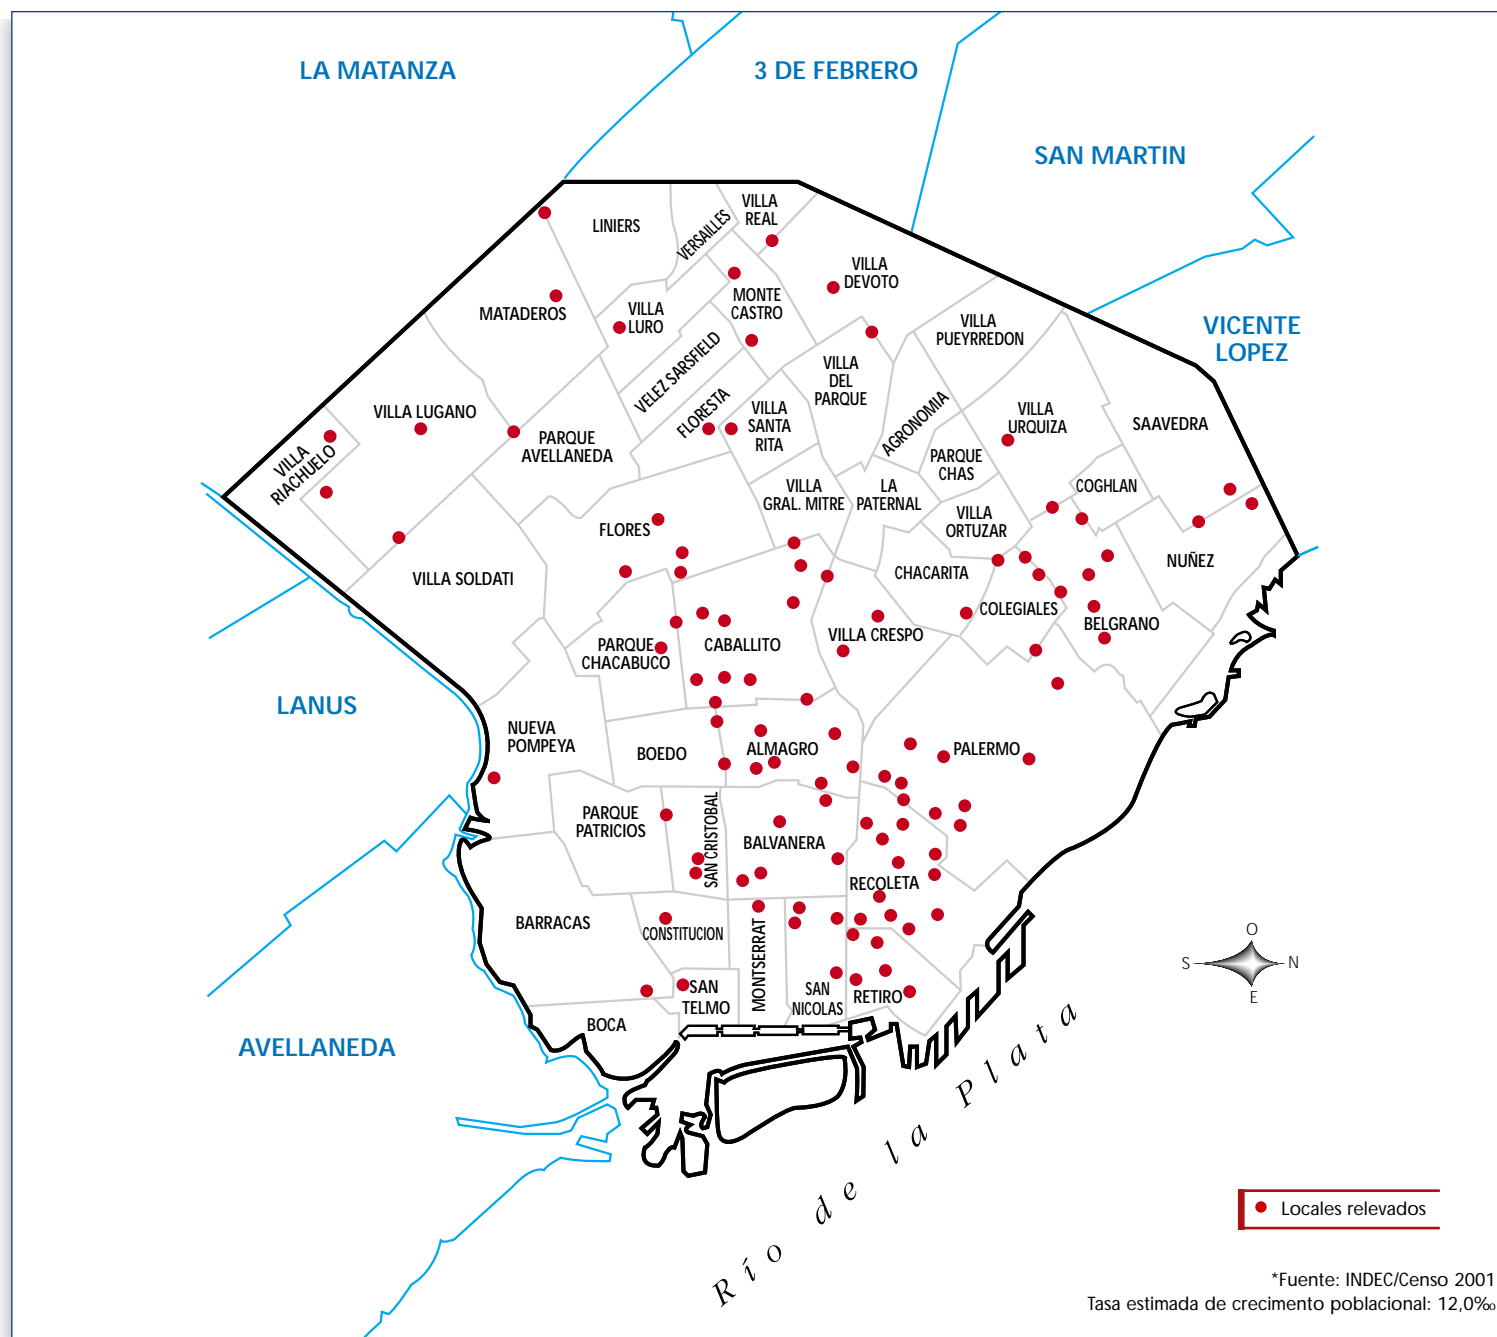 LA MATANZA
3 DE FEBRERO
SAN MARTIN
VICENTE
LOPEZ
LINIERS
VERSAILLES
VILLA
REAL
VILLA
DEVOTO
MATADEROS
VILLA
LURO
MONTE
CASTRO
VILLA
PUEYRREDON
VELEZ SARSFIELD
VILLA
DEL
PARQUE
VILLA LUGANO
FLORESTA
VILLA
SANTA
RITA
AGRONOMIA
VILLA
URQUIZA
SAAVEDRA
PARQUE
AVELLANEDA
VILLA
RIACHUELO
PARQUE
CHAS
COGHLAN
VILLA
GRAL. MITRE
LA
PATERNAL
VILLA
ORTUZAR
FLORES
NUÑEZ
VILLA SOLDATI
CHACARITA
COLEGIALES
BELGRANO
PARQUE
CHACABUCO
CABALLITO
VILLA CRESPO
LANUS
NUEVA
POMPEYA
BOEDO
ALMAGRO
PALERMO
PARQUE
PATRICIOS
SAN CRISTOBAL
BALVANERA
RECOLETA
BARRACAS
CONSTITUCION
MONTSERRAT
SAN
TELMO
SAN
NICOLAS
RETIRO
BOCA
AVELLANEDA
O
S
N
E
Río de la Plata
Locales relevados
*Fuente: INDEC/Censo 2001
Tasa estimada de crecimento poblacional: 12,0‰